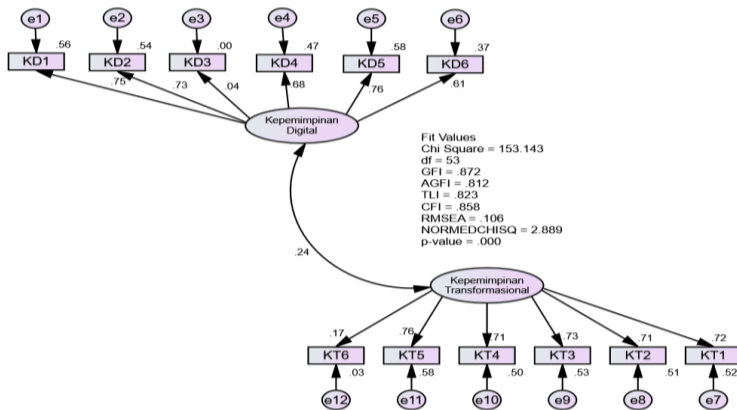 e1 e2 e3 e4 e5 e6
.56 .54 .00 .47 .58 .37
KD1 KD2 KD3 KD4 KD5 KD6
.75 .73 .04 .68 .76 .61
Kepemimpinan
Digital
Fit Values
Chi Square = 153.143
df = 53
GFI = .872
AGFI = .812
TLI = .823
CFI = .858
RMSEA = .106
NORMEDCHISQ = 2.889
p-value = .000
.24
Kepemimpinan
Transformasional
.17 .76 .71 .73 .71 .72
KT6 KT5 KT4 KT3 KT2 KT1
.03 .58 .50 .53 .51 .52
e12 e11 e10 e9 e8 e7